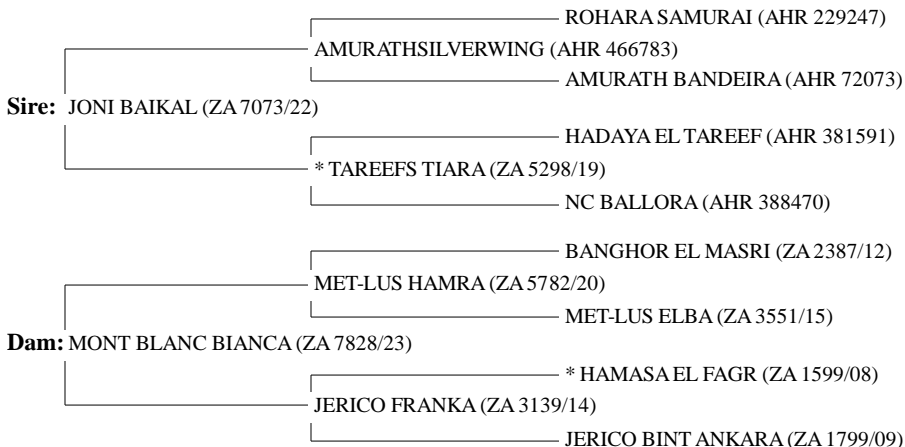 ROHARA SAMURAI (AHR 229247)
AMURATHSILVERWING (AHR 466783)
AMURATH BANDEIRA (AHR 72073)
Sire: JONI BAIKAL (ZA 7073/22)
HADAYA EL TAREEF (AHR 381591)
* TAREEFS TIARA (ZA 5298/19)
NC BALLORA (AHR 388470)
BANGHOR EL MASRI (ZA 2387/12)
MET-LUS HAMRA (ZA 5782/20)
MET-LUS ELBA (ZA 3551/15)
Dam: MONT BLANC BIANCA (ZA 7828/23)
* HAMASA EL FAGR (ZA 1599/08)
JERICO FRANKA (ZA 3139/14)
JERICO BINT ANKARA (ZA 1799/09)